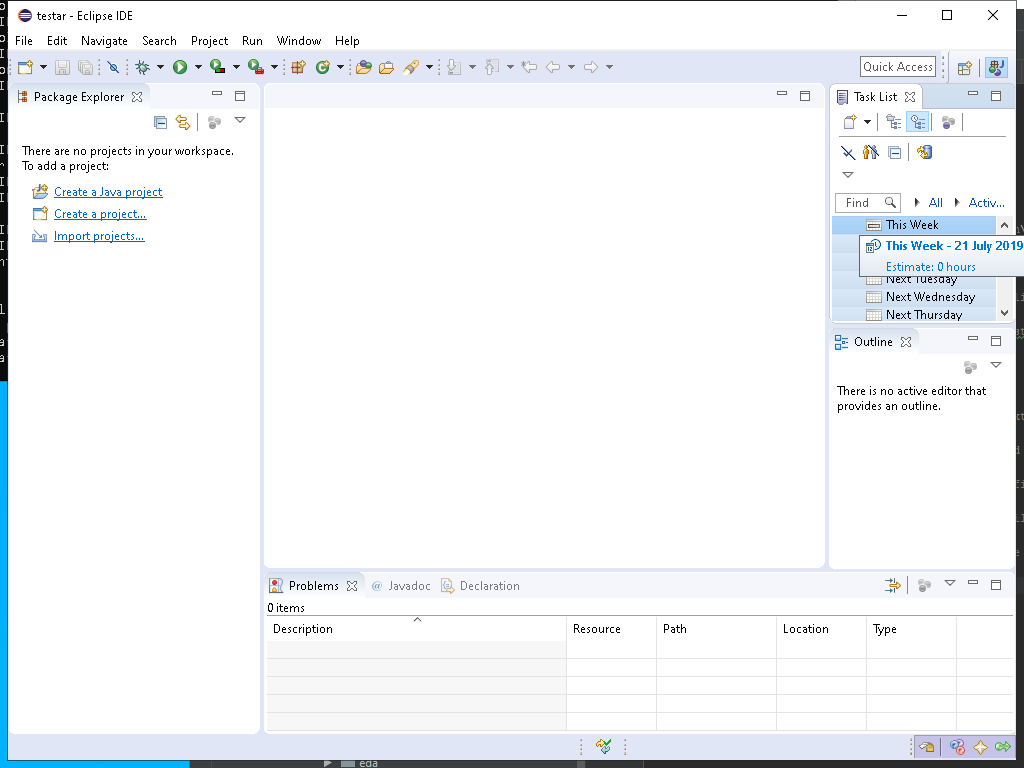 testar - Eclipse IDE
File Edit Navigate Search Project Run Window Help
Quick Access
Package Explorer
There are no projects in your workspace.
To add a project:
Create a Java project
Create a project...
Import projects...
Task List
Find All Activ...
This Week
This Week - 21 July 2019
Estimate: 0 hours
Next Tuesday
Next Wednesday
Next Thursday
Outline
There is no active editor that
provides an outline.
Problems @ Javadoc Declaration
0 items
Description Resource Path Location Type
eda